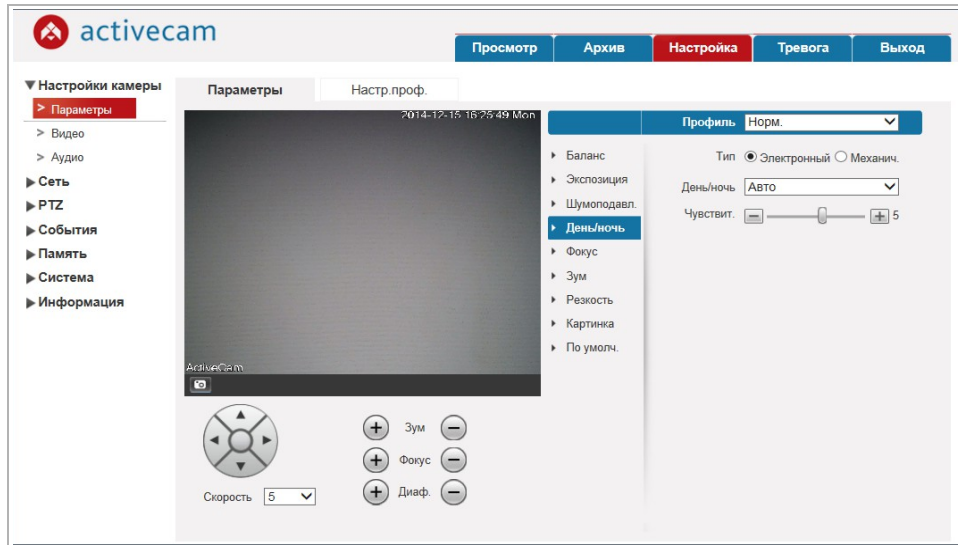 activecam
Просмотр Архив Настройка Тревога Выход
Настройки камеры
> Параметры
> Видео
> Аудио
Сеть
PTZ
События
Память
Система
Информация
Параметры Настр.проф.
2014-12-15 16:25:49 Mon
ActiveCam
Скорость 5
+ Зум −
+ Фокус −
+ Диаф. −
Профиль Норм.
Баланс
Экспозиция
Шумоподавл.
День/ночь
Фокус
Зум
Резкость
Картинка
По умолч.
Тип Электронный Механич.
День/ночь Авто
Чувствит. − + 5